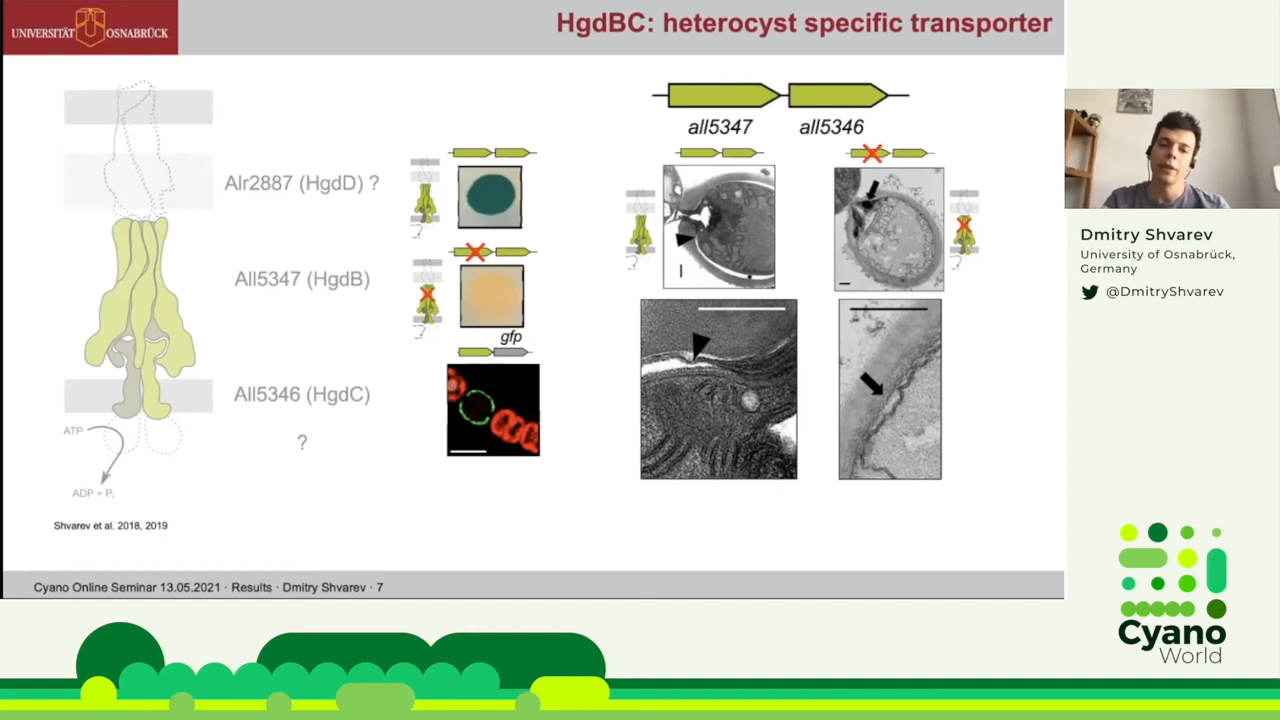 UNIVERSITÄT OSNABRÜCK
HgdBC: heterocyst specific transporter
all5347 all5346
Alr2887 (HgdD) ?
All5347 (HgdB)
gfp
All5346 (HgdC)
ATP
?
ADP + Pi
Shvarev et al. 2018, 2019
Cyano Online Seminar 13.05.2021 · Results · Dmitry Shvarev · 7
Dmitry Shvarev
University of Osnabrück,
Germany
@DmitryShvarev
Cyano
World